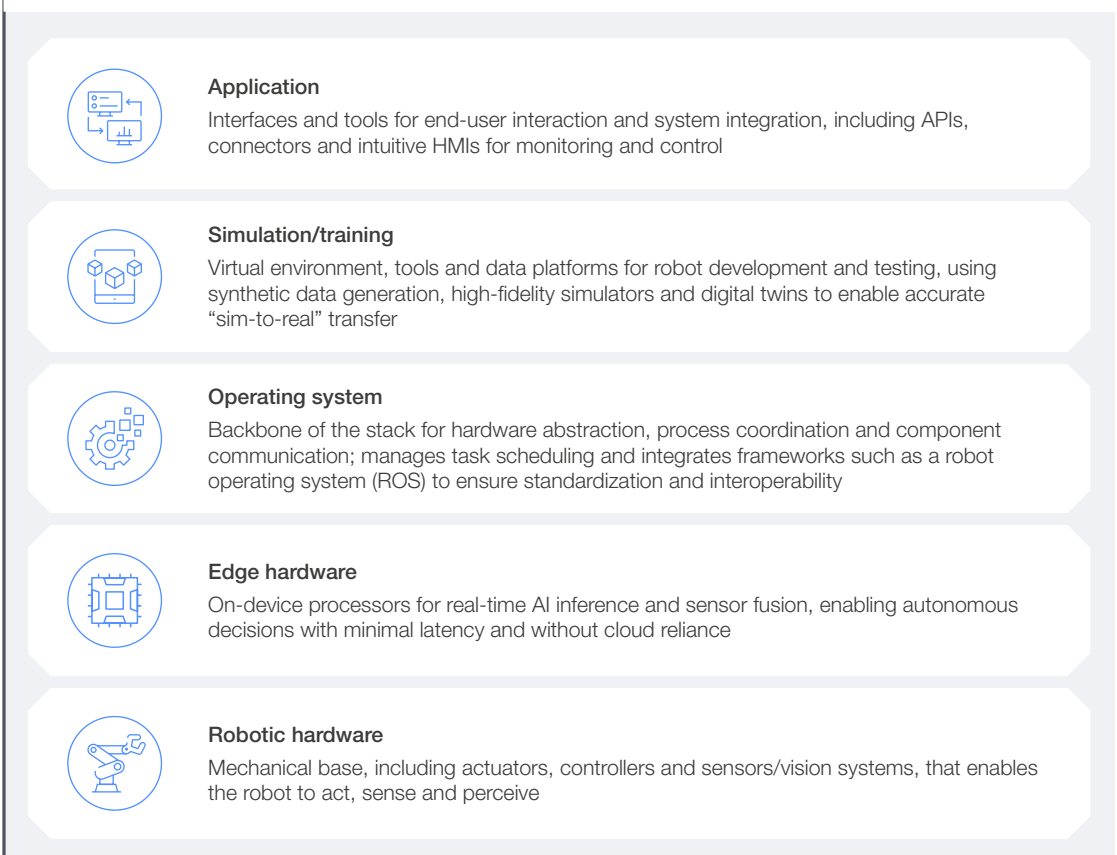 Application
Interfaces and tools for end-user interaction and system integration, including APIs,
connectors and intuitive HMIs for monitoring and control
Simulation/training
Virtual environment, tools and data platforms for robot development and testing, using
synthetic data generation, high-fidelity simulators and digital twins to enable accurate
“sim-to-real” transfer
Operating system
Backbone of the stack for hardware abstraction, process coordination and component
communication; manages task scheduling and integrates frameworks such as a robot
operating system (ROS) to ensure standardization and interoperability
Edge hardware
On-device processors for real-time AI inference and sensor fusion, enabling autonomous
decisions with minimal latency and without cloud reliance
Robotic hardware
Mechanical base, including actuators, controllers and sensors/vision systems, that enables
the robot to act, sense and perceive